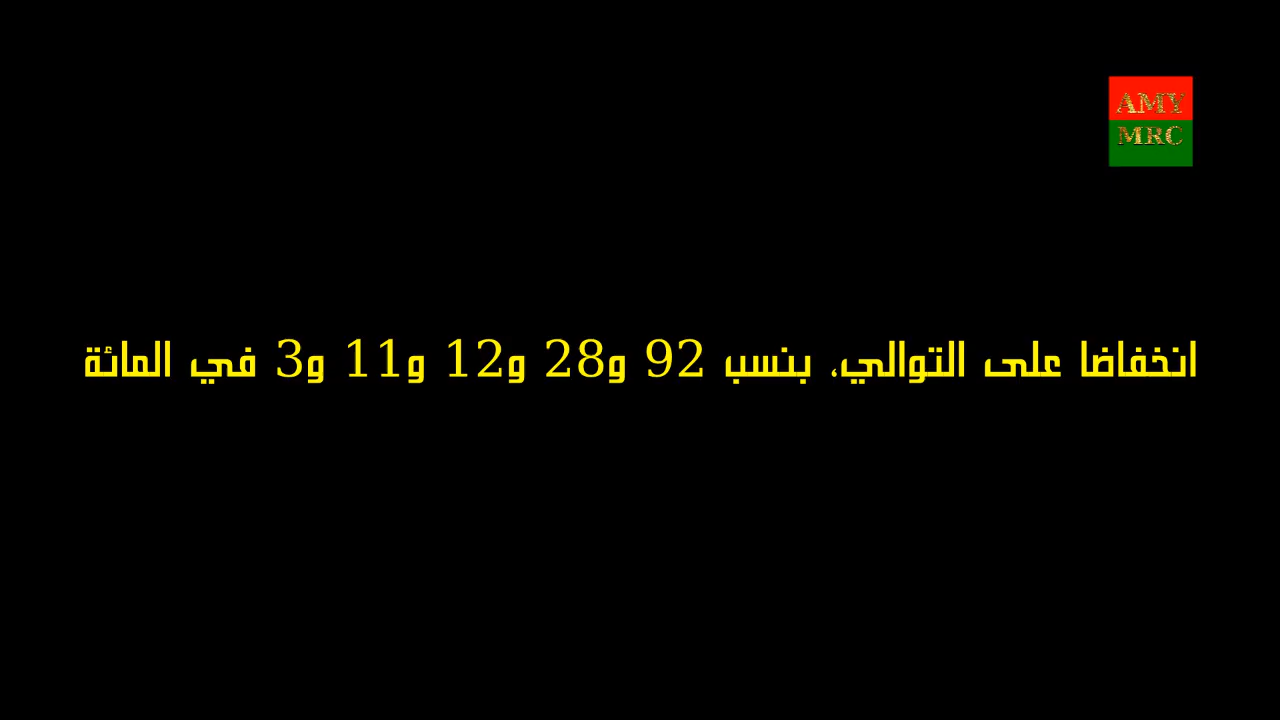 AMY
MRC
انخفاضا على التوالي، بنسب 92 و28 و12 و11 و3 في المائة